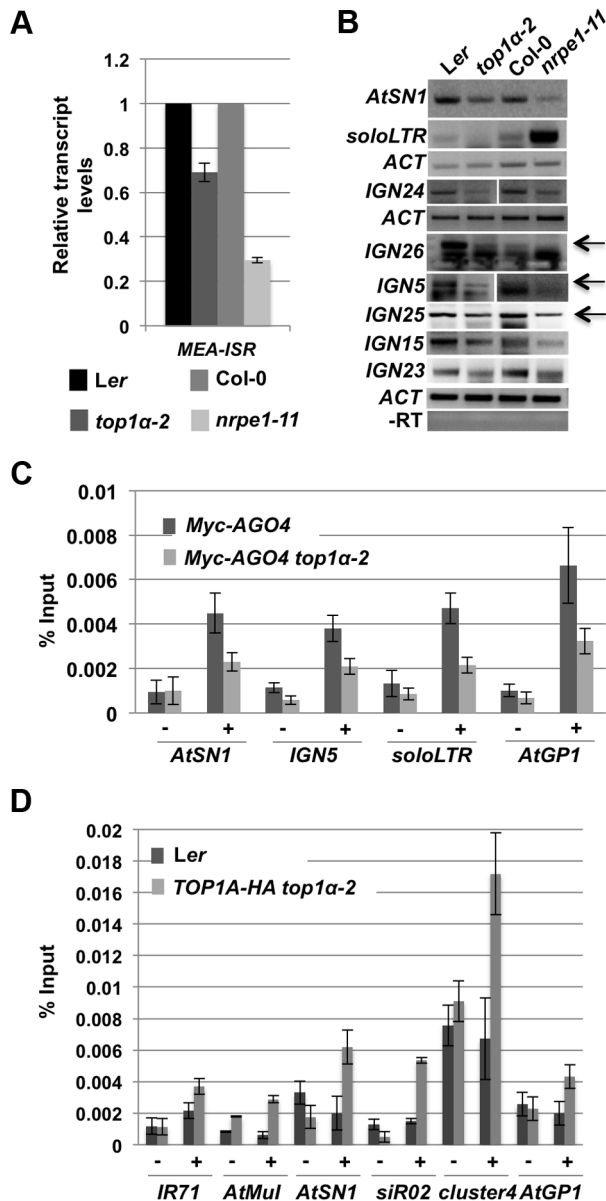 A
Relative transcript levels
1.2
1
0.8
0.6
0.4
0.2
0
MEA-ISR
Ler
Col-0
top1α-2
nrpe1-11
B
Ler
top1α-2
Col-0
nrpe1-11
AtSN1
soloLTR
ACT
IGN24
ACT
IGN26
IGN5
IGN25
IGN15
IGN23
ACT
-RT
C
% Input
0.01
0.008
0.006
0.004
0.002
0
Myc-AGO4
Myc-AGO4 top1α-2
- + - + - + - +
AtSN1 IGN5 soloLTR AtGP1
D
% Input
0.02
0.018
0.016
0.014
0.012
0.01
0.008
0.006
0.004
0.002
0
Ler
TOP1A-HA top1α-2
- + - + - + - + - + - +
IR71 AtMuI AtSN1 siR02 cluster4 AtGP1